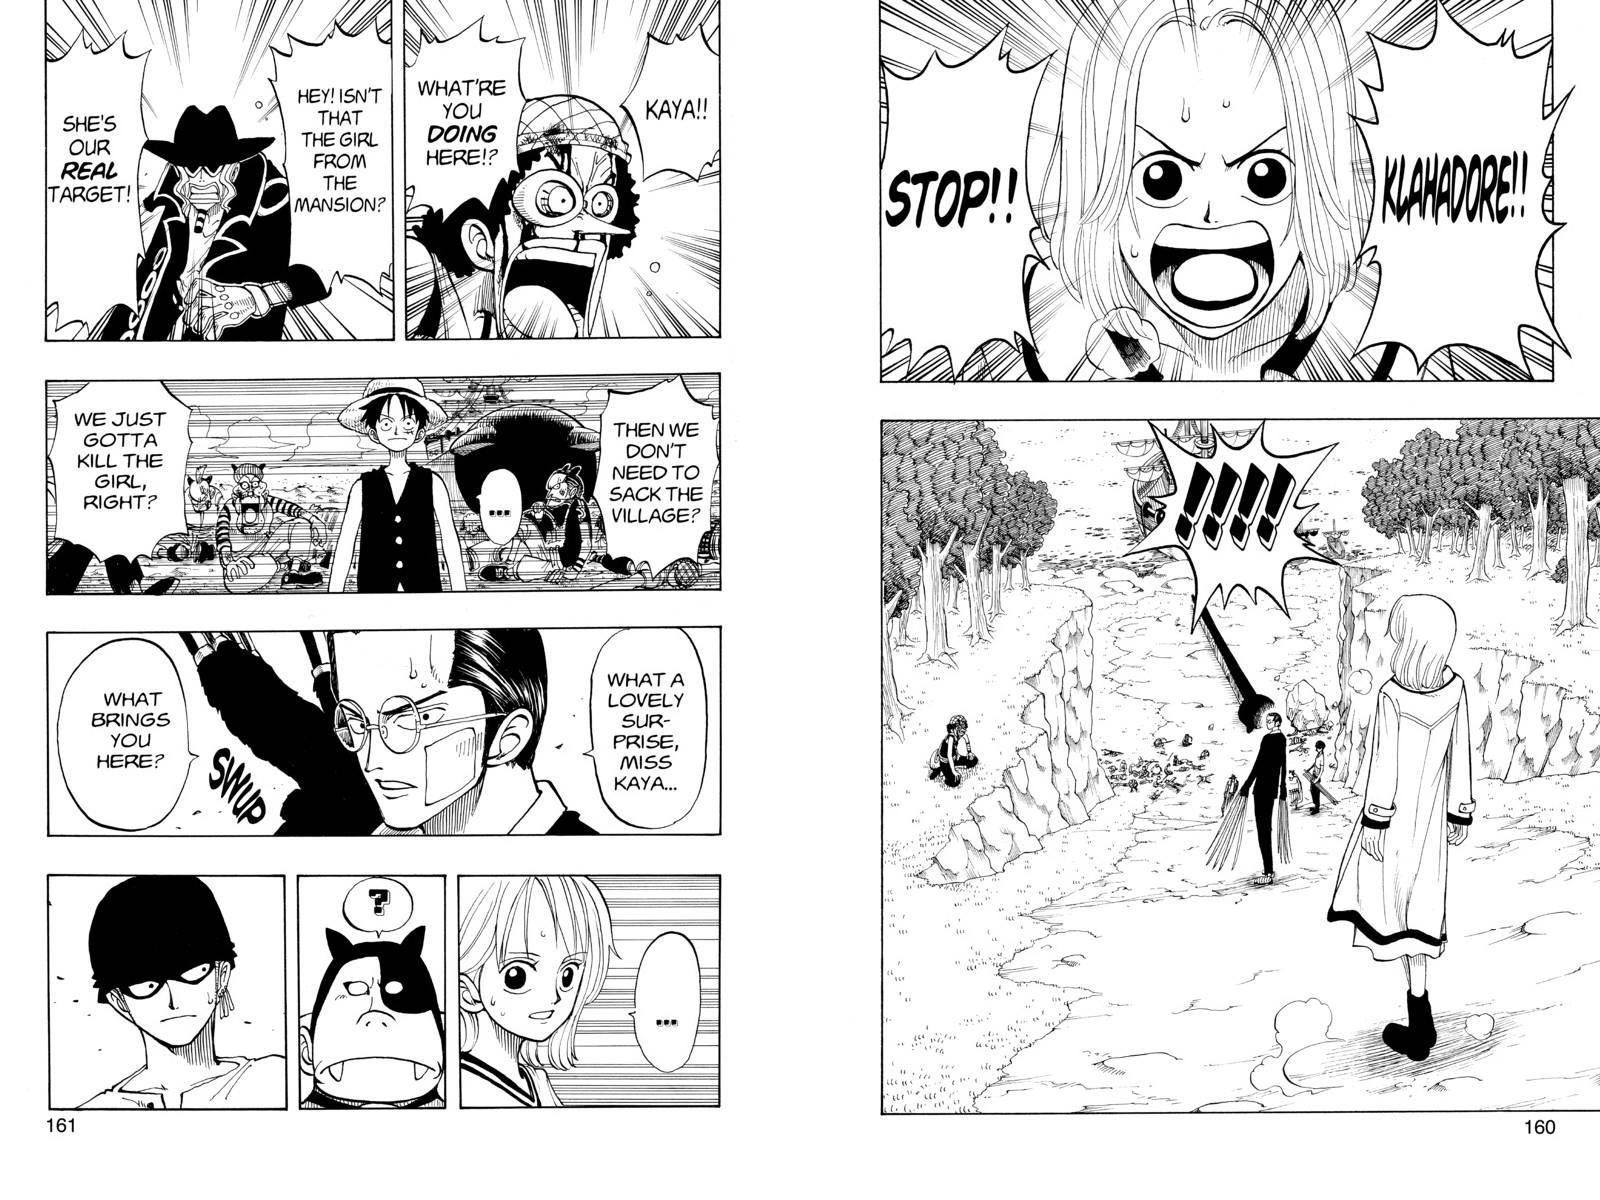 KLAHADORE!!
STOP!!
!!!!
160
KAYA!!
WHAT'RE
YOU
DOING
HERE!?
HEY! ISN'T
THAT
THE GIRL
FROM
THE
MANSION?
SHE'S
OUR
REAL
TARGET!
THEN WE
DON'T
NEED TO
SACK THE
VILLAGE?
...
WE JUST
GOTTA
KILL THE
GIRL,
RIGHT?
WHAT A
LOVELY
SUR-
PRISE,
MISS
KAYA...
SWUP
WHAT
BRINGS
YOU
HERE?
...
?
161